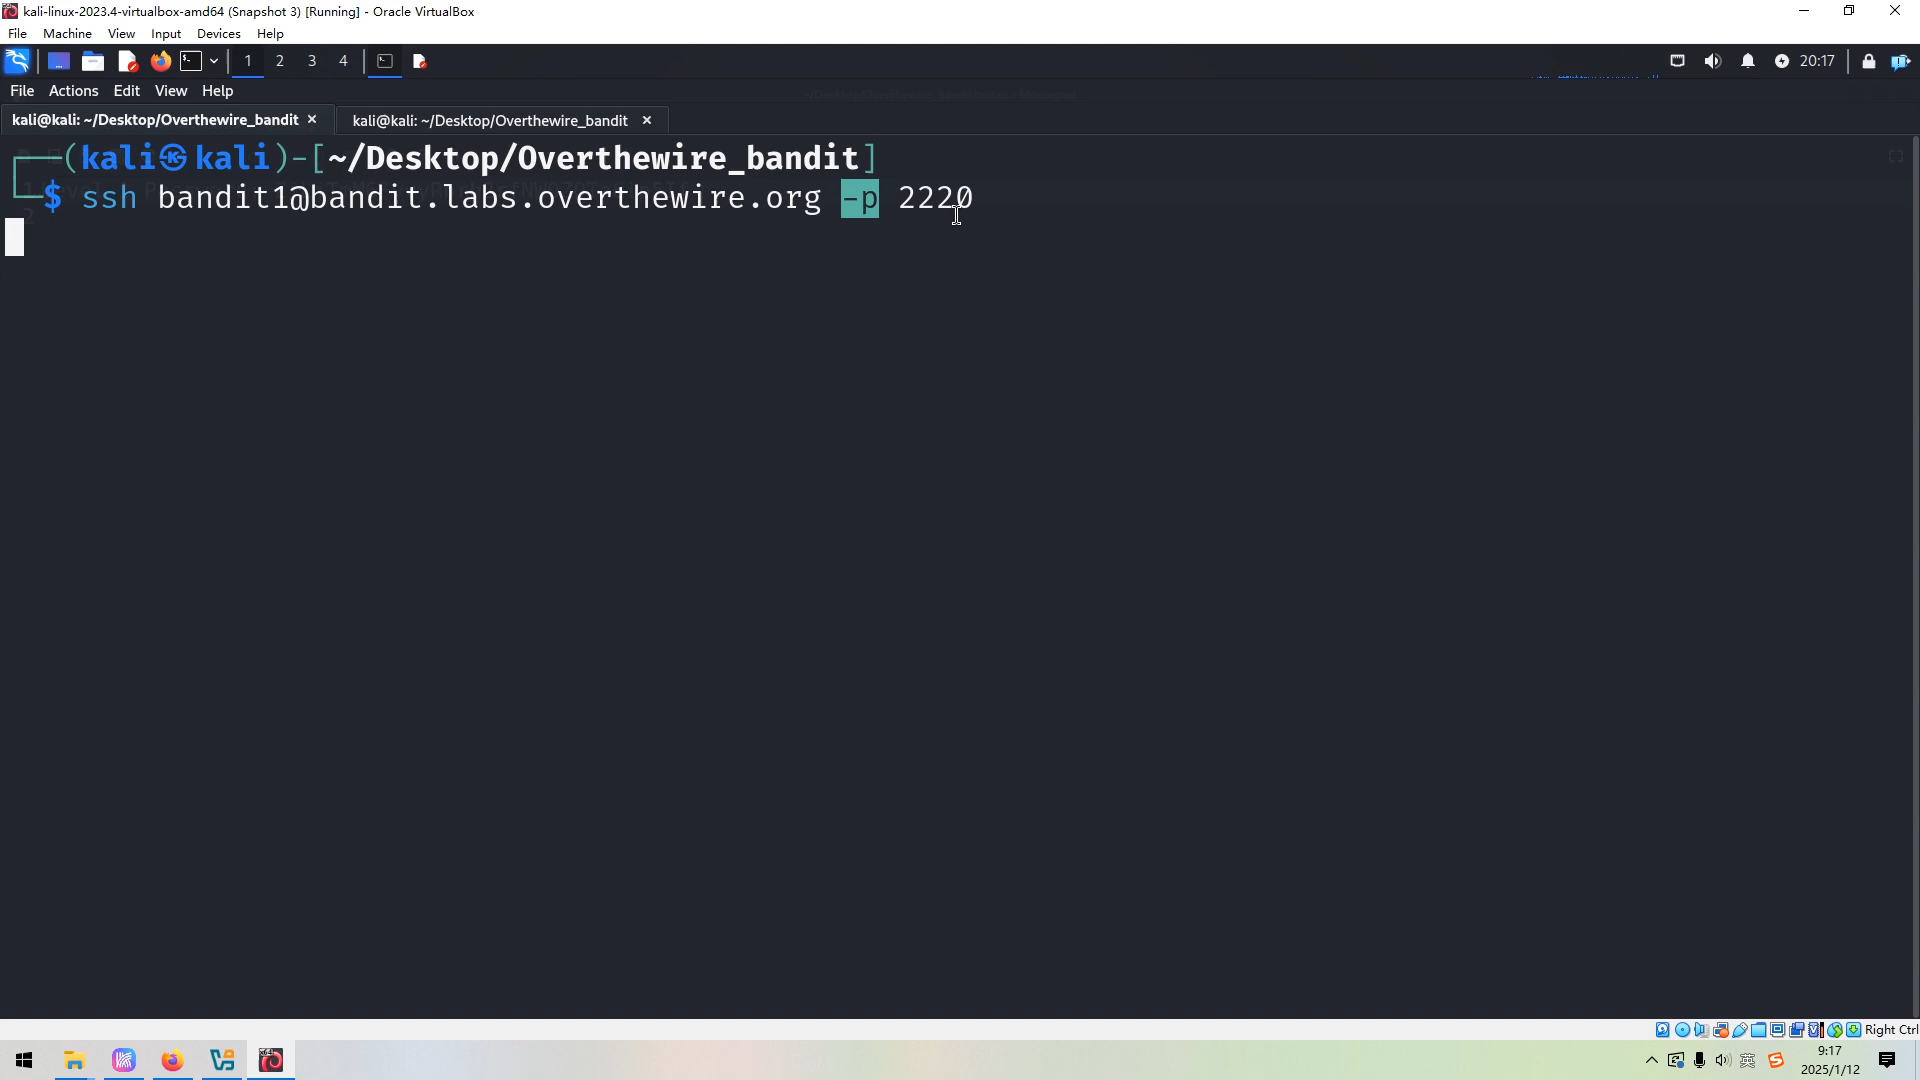 kali-linux-2023.4-virtualbox-amd64 (Snapshot 3) [Running] - Oracle VirtualBox
File Machine View Input Devices Help
1 2 3 4 20:17
File Actions Edit View Help
kali@kali: ~/Desktop/Overthewire_bandit × kali@kali: ~/Desktop/Overthewire_bandit ×
(kali㉿kali)-[~/Desktop/Overthewire_bandit]
$ ssh bandit1@bandit.labs.overthewire.org -p 2220
Right Ctrl
英 9:17
2025/1/12